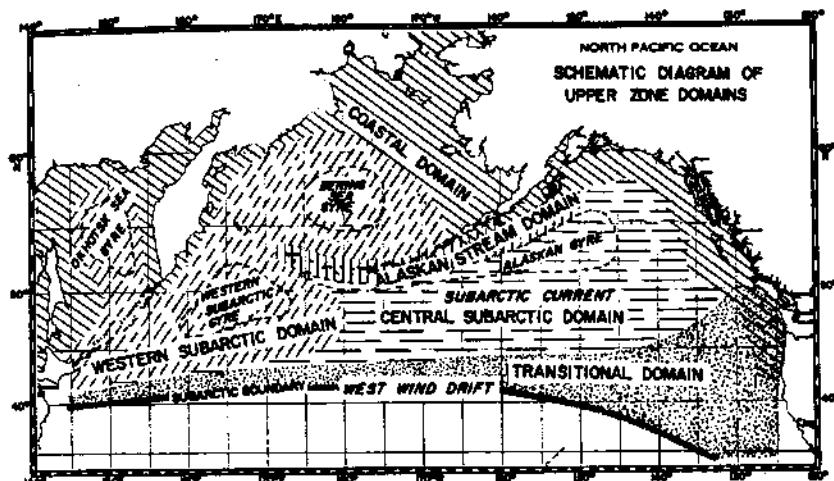 NORTH PACIFIC OCEAN
SCHEMATIC DIAGRAM OF
UPPER ZONE DOMAINS
COASTAL DOMAIN
BERING
SEA
GYRE
OKHOTSK SEA
GYRE
ALASKAN STREAM DOMAIN
ALASKAN GYRE
WESTERN
SUBARCTIC
GYRE
SUBARCTIC CURRENT
CENTRAL SUBARCTIC DOMAIN
WESTERN SUBARCTIC DOMAIN
TRANSITIONAL DOMAIN
SUBARCTIC BOUNDARY
WEST WIND DRIFT